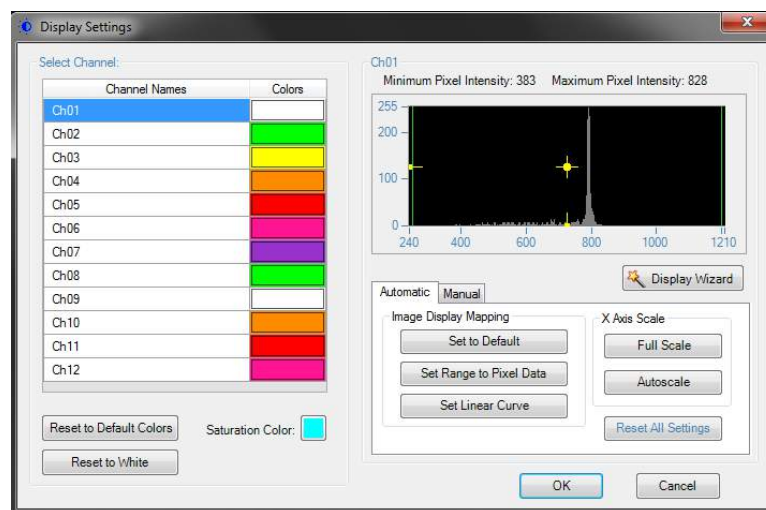 Display Settings
Select Channel:
Channel Names Colors
Ch01
Ch02
Ch03
Ch04
Ch05
Ch06
Ch07
Ch08
Ch09
Ch10
Ch11
Ch12
Reset to Default Colors Saturation Color:
Reset to White
Ch01
Minimum Pixel Intensity: 383 Maximum Pixel Intensity: 828
255
200
100
0
240 400 600 800 1000 1210
Display Wizard
Automatic Manual
Image Display Mapping X Axis Scale
Set to Default Full Scale
Set Range to Pixel Data Autoscale
Set Linear Curve
Reset All Settings
OK Cancel